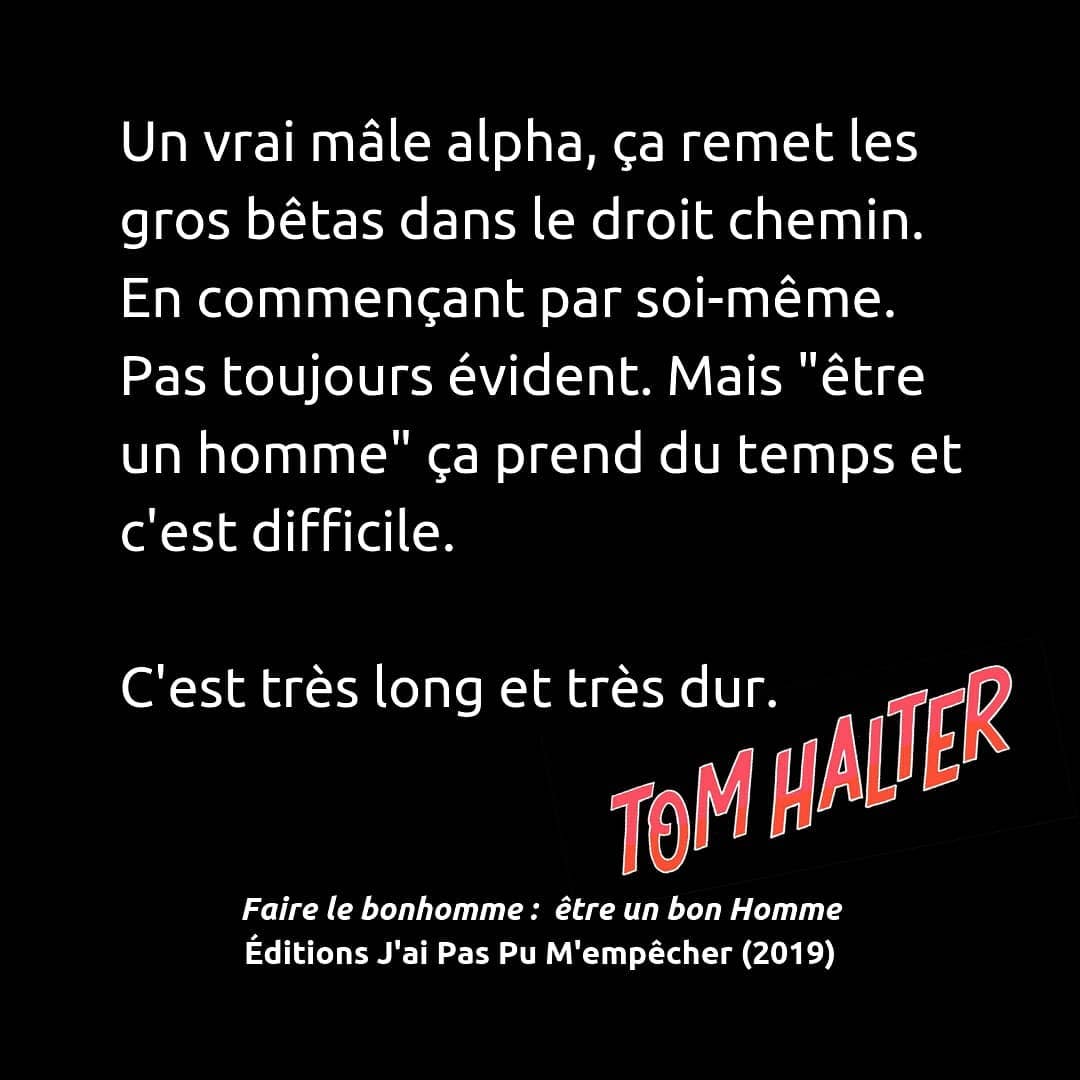 Un vrai mâle alpha, ça remet les
gros bêtas dans le droit chemin.
En commençant par soi-même.
Pas toujours évident. Mais "être
un homme" ça prend du temps et
c'est difficile.
C'est très long et très dur.
TOM HALTER
Faire le bonhomme : être un bon Homme
Éditions J'ai Pas Pu M'empêcher (2019)